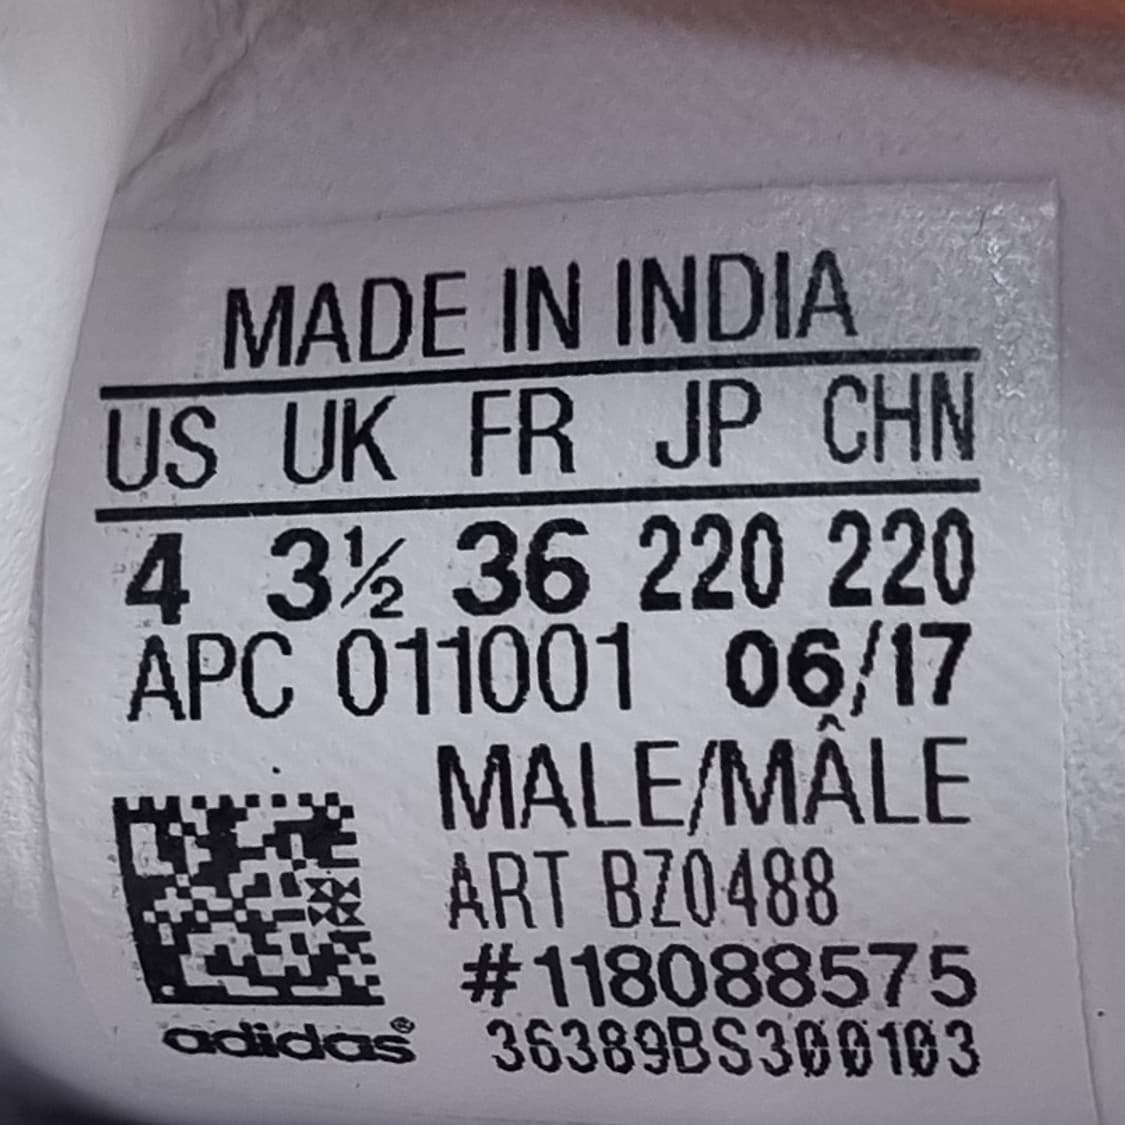 MADE IN INDIA
US UK FR JP CHN
4 3½ 36 220 220
APC 011001 06/17
MALE/MÂLE
ART BZ0488
#118088575
adidas® 36389BS300103